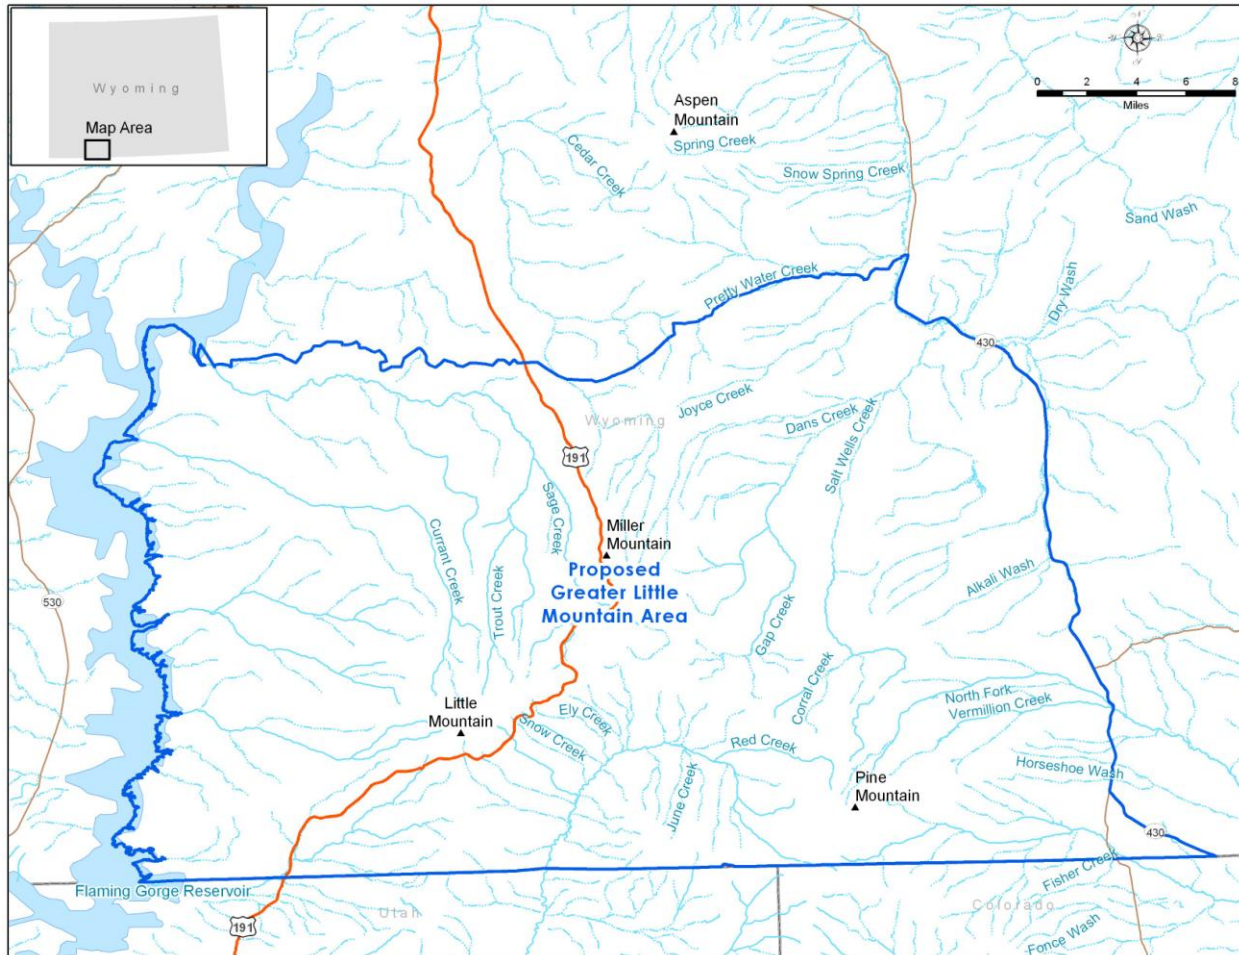 Wyoming
Map Area
0 2 4 6 8
Miles
Aspen
Mountain
Spring Creek
Cedar Creek
Snow Spring Creek
Sand Wash
Pretty Water Creek
Dry Wash
430
Wyoming
Joyce Creek
Dans Creek
Salt Wells Creek
191
Sage Creek
Currant Creek
Trout Creek
Miller
Mountain
Proposed
Greater Little
Mountain Area
Alkali Wash
530
Gap Creek
Corral Creek
North Fork
Vermillion Creek
Little
Mountain
Ely Creek
Snow Creek
Red Creek
Horseshoe Wash
June Creek
Pine
Mountain
430
Fisher Creek
Flaming Gorge Reservoir
Utah
Colorado
191
Fonce Wash